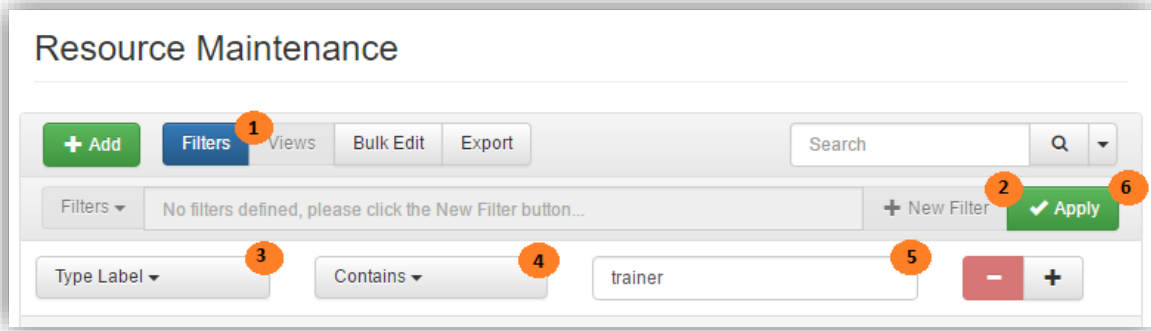 Resource Maintenance
1
Add Filters Views Bulk Edit Export Search
2 6
Filters No filters defined, please click the New Filter button... New Filter Apply
3 4 5
Type Label Contains trainer